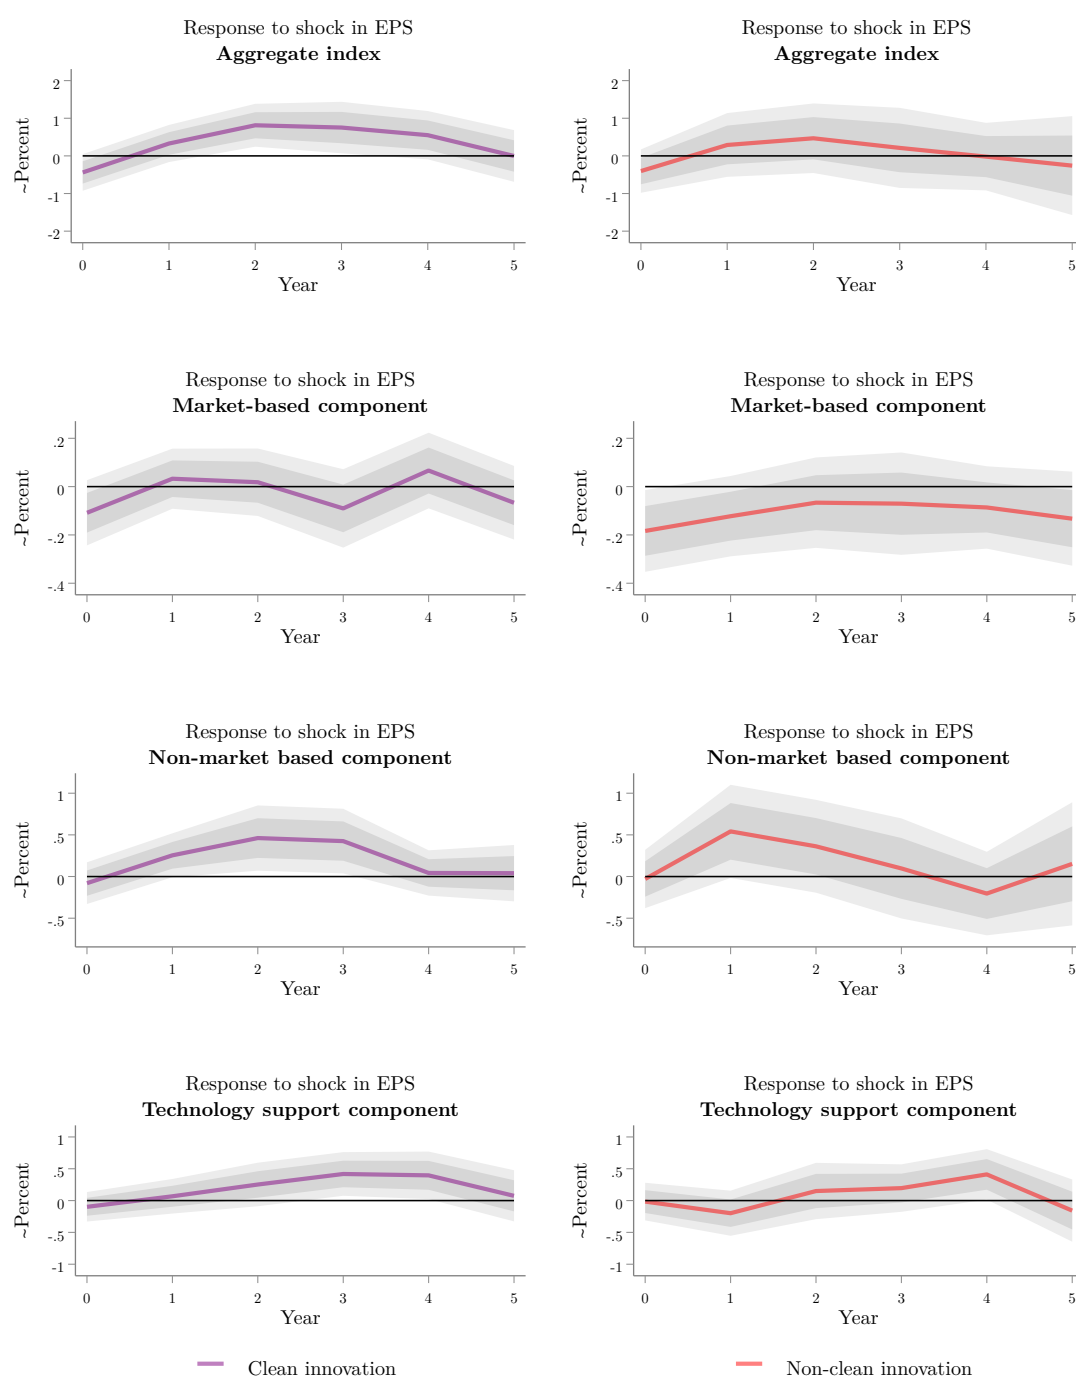 Response to shock in EPS
Aggregate index
~Percent
2
1
0
-1
-2
0 1 2 3 4 5
Year
Response to shock in EPS
Aggregate index
~Percent
2
1
0
-1
-2
0 1 2 3 4 5
Year
Response to shock in EPS
Market-based component
~Percent
.2
0
-.2
-.4
0 1 2 3 4 5
Year
Response to shock in EPS
Market-based component
~Percent
.2
0
-.2
-.4
0 1 2 3 4 5
Year
Response to shock in EPS
Non-market based component
~Percent
1
.5
0
-.5
0 1 2 3 4 5
Year
Response to shock in EPS
Non-market based component
~Percent
1
.5
0
-.5
0 1 2 3 4 5
Year
Response to shock in EPS
Technology support component
~Percent
1
.5
0
-.5
-1
0 1 2 3 4 5
Year
Response to shock in EPS
Technology support component
~Percent
1
.5
0
-.5
-1
0 1 2 3 4 5
Year
Clean innovation
Non-clean innovation